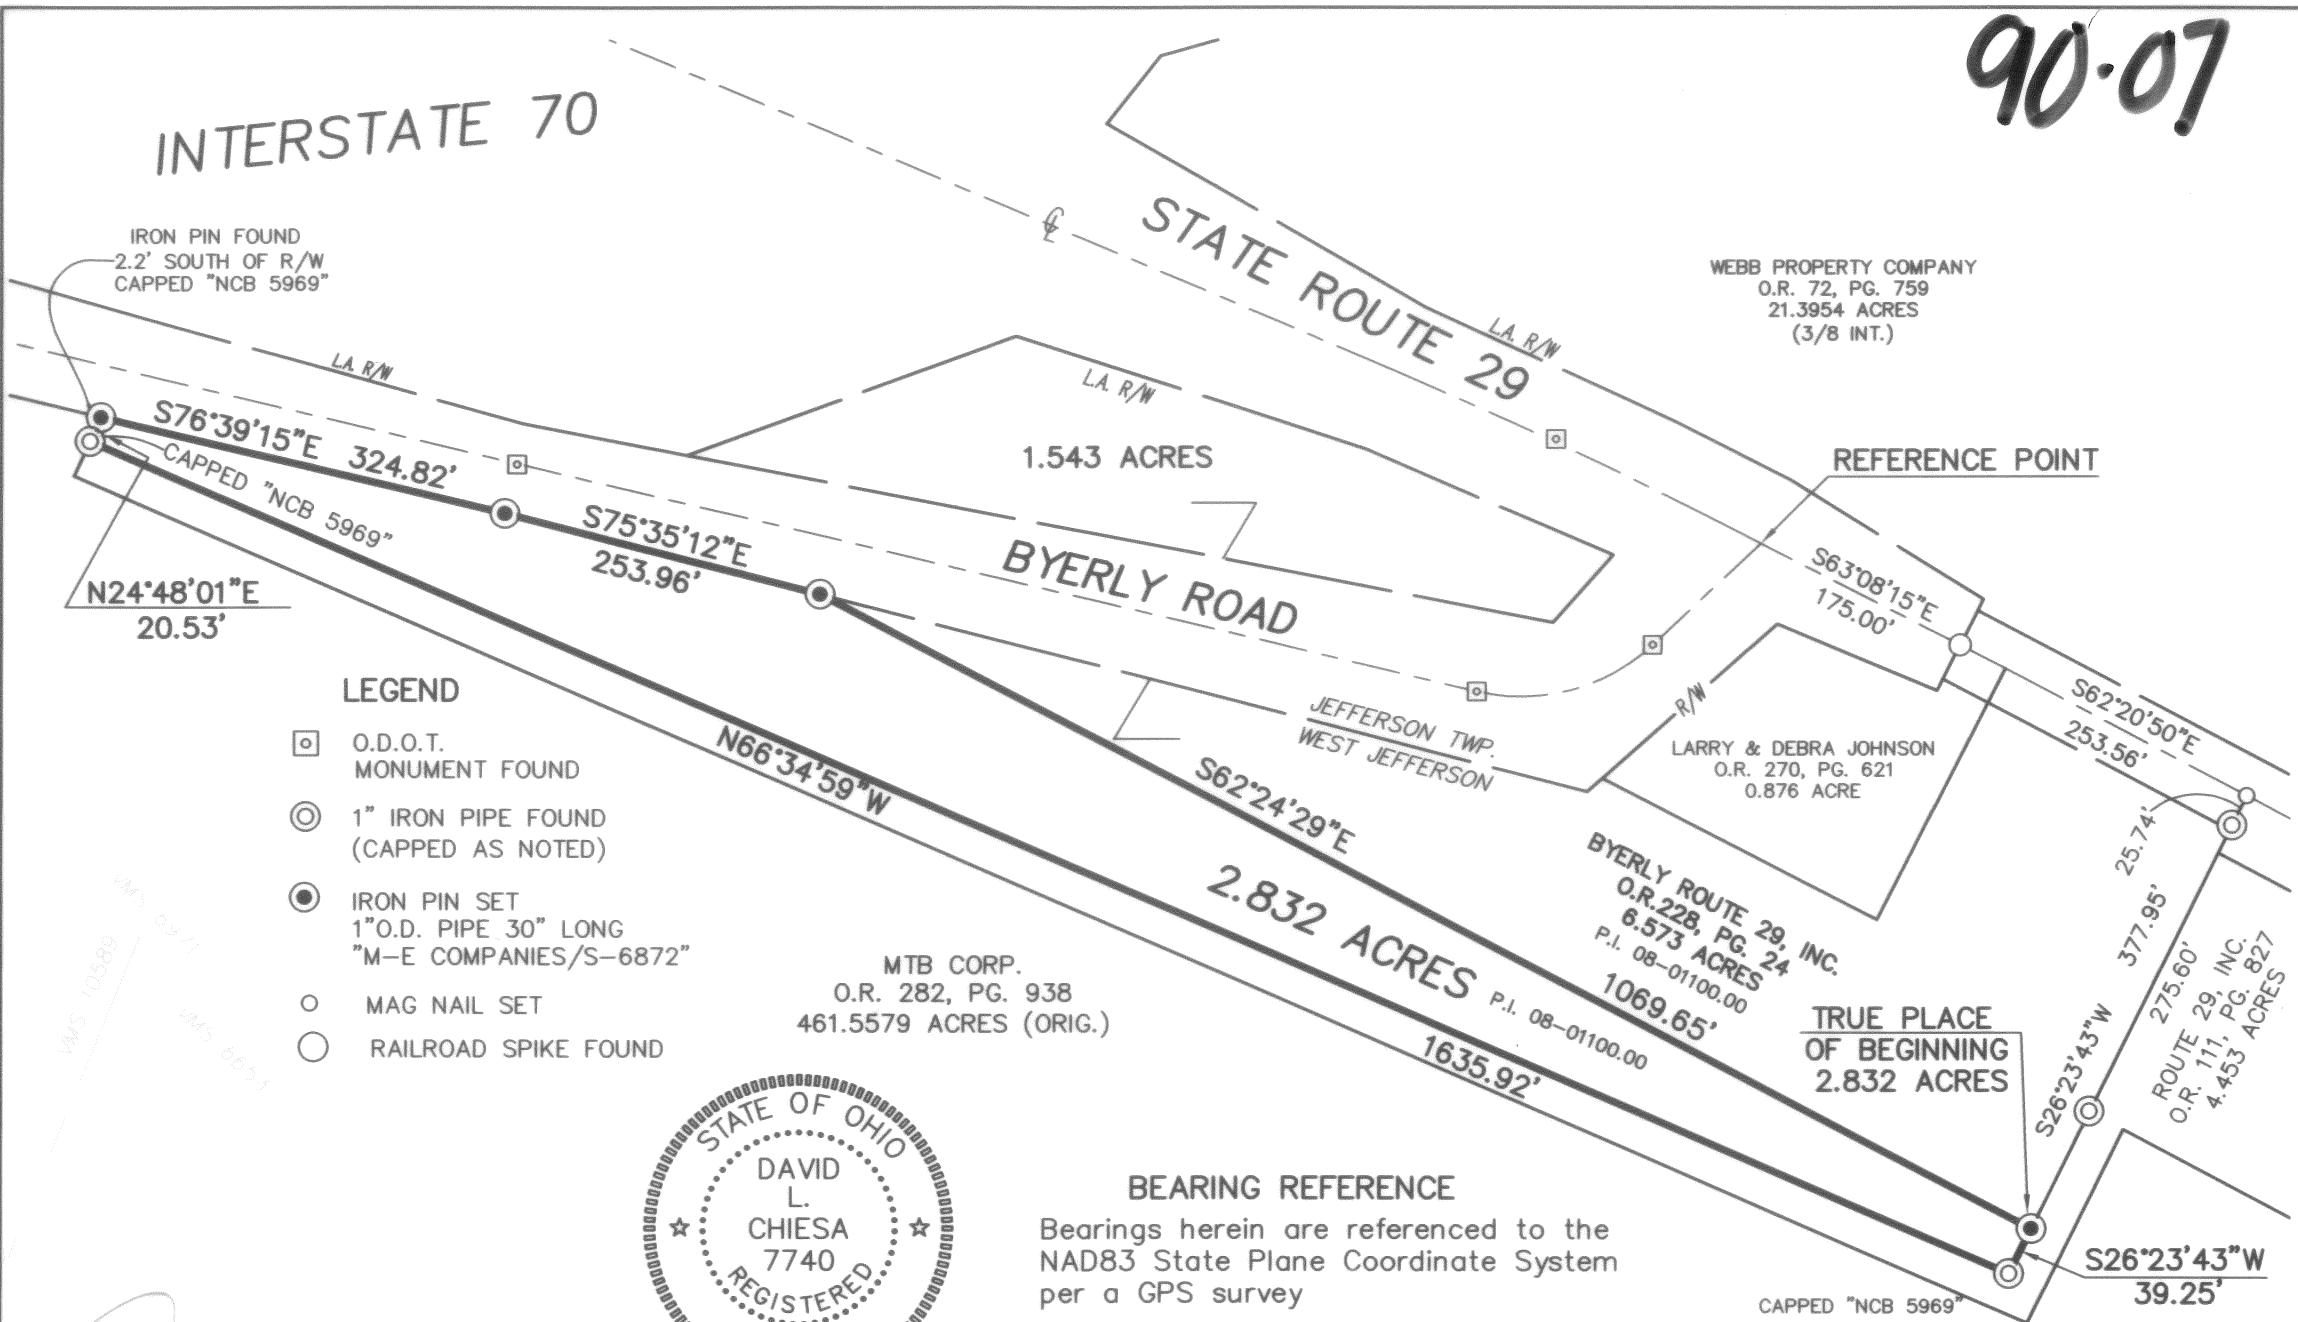 90.07
INTERSTATE 70
IRON PIN FOUND
2.2' SOUTH OF R/W
CAPPED "NCB 5969"
STATE ROUTE 29
WEBB PROPERTY COMPANY
O.R. 72, PG. 759
21.3954 ACRES
(3/8 INT.)
L.A. R/W
L.A. R/W
L.A. R/W
S76°39'15"E 324.82'
CAPPED "NCB 5969"
1.543 ACRES
REFERENCE POINT
S75°35'12"E
253.96'
BYERLY ROAD
S63°08'15"E
175.00'
N24°48'01"E
20.53'
LEGEND
O.D.O.T.
MONUMENT FOUND
1" IRON PIPE FOUND
(CAPPED AS NOTED)
IRON PIN SET
1"O.D. PIPE 30" LONG
"M-E COMPANIES/S-6872"
MAG NAIL SET
RAILROAD SPIKE FOUND
N66°34'59"W
JEFFERSON TWP.
WEST JEFFERSON
R/W
LARRY & DEBRA JOHNSON
O.R. 270, PG. 621
0.876 ACRE
S62°20'50"E
253.56'
S62°24'29"E
25.74'
377.95'
S26°23'43"W
275.60'
ROUTE 29, INC.
O.R. 111, PG. 827
4.453 ACRES
BYERLY ROUTE 29, INC.
O.R.228, PG. 24
6.573 ACRES
P.I. 08-01100.00
1069.65'
2.832 ACRES P.I. 08-01100.00
1635.92'
MTB CORP.
O.R. 282, PG. 938
461.5579 ACRES (ORIG.)
TRUE PLACE
OF BEGINNING
2.832 ACRES
VMS 10589
VMS 6653
STATE OF OHIO
DAVID
L.
CHIESA
7740
REGISTERED
BEARING REFERENCE
Bearings herein are referenced to the
NAD83 State Plane Coordinate System
per a GPS survey
S26°23'43"W
39.25'
CAPPED "NCB 5969"